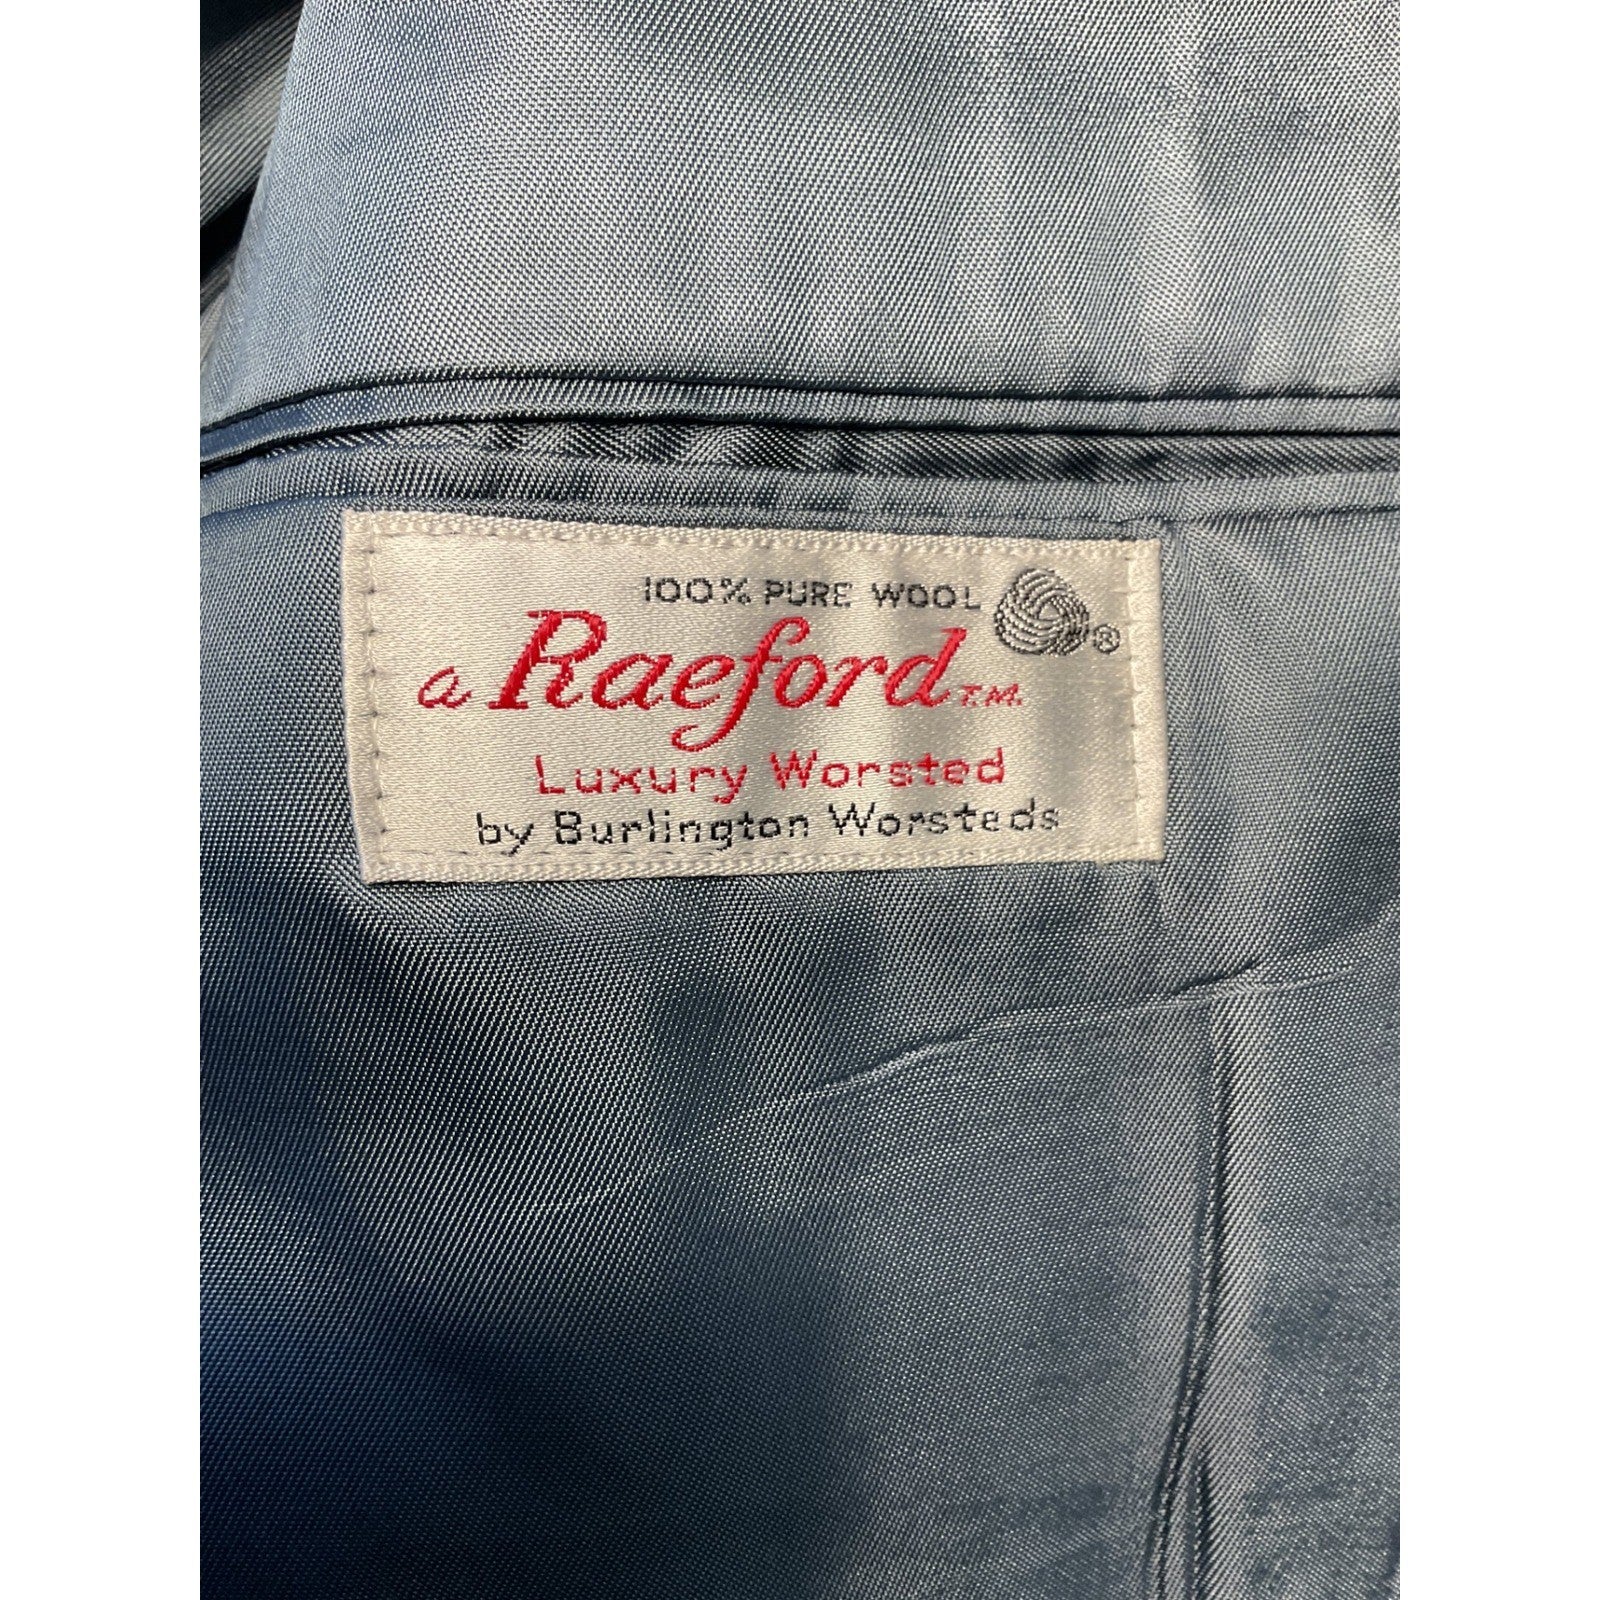 100% PURE WOOL ®
a Raeford T.M.
Luxury Worsted
by Burlington Worsteds